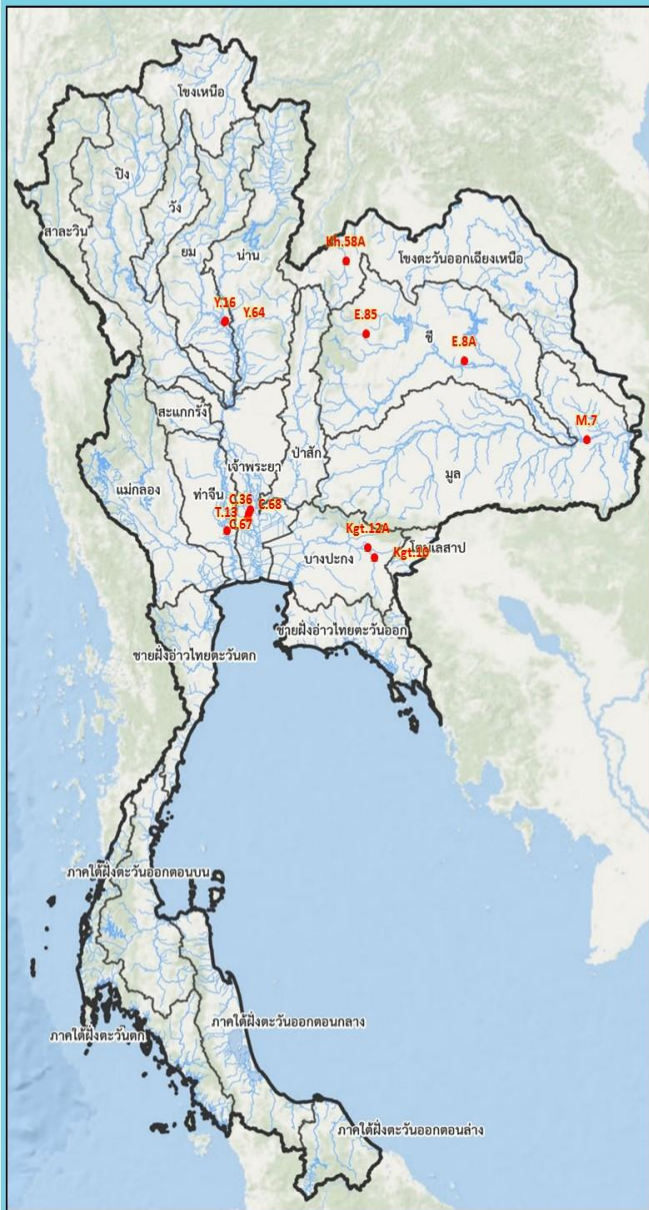 โขงเหนือ
ปิง
วัง
สาละวิน
ยม
น่าน
Kh.58A
โขงตะวันออกเฉียงเหนือ
Y.16
Y.64
E.85
ชี
E.8A
สะแกกรัง
M.7
ป่าสัก
เจ้าพระยา
มูล
แม่กลอง
ท่าจีน
C.36
C.68
T.13
C.67
Kgt.12A
บางปะกง
โตนเลสาป
Kgt.10
ชายฝั่งอ่าวไทยตะวันออก
ชายฝั่งอ่าวไทยตะวันตก
ภาคใต้ฝั่งตะวันออกตอนบน
ภาคใต้ฝั่งตะวันออกตอนกลาง
ภาคใต้ฝั่งตะวันตก
ภาคใต้ฝั่งตะวันออกตอนล่าง